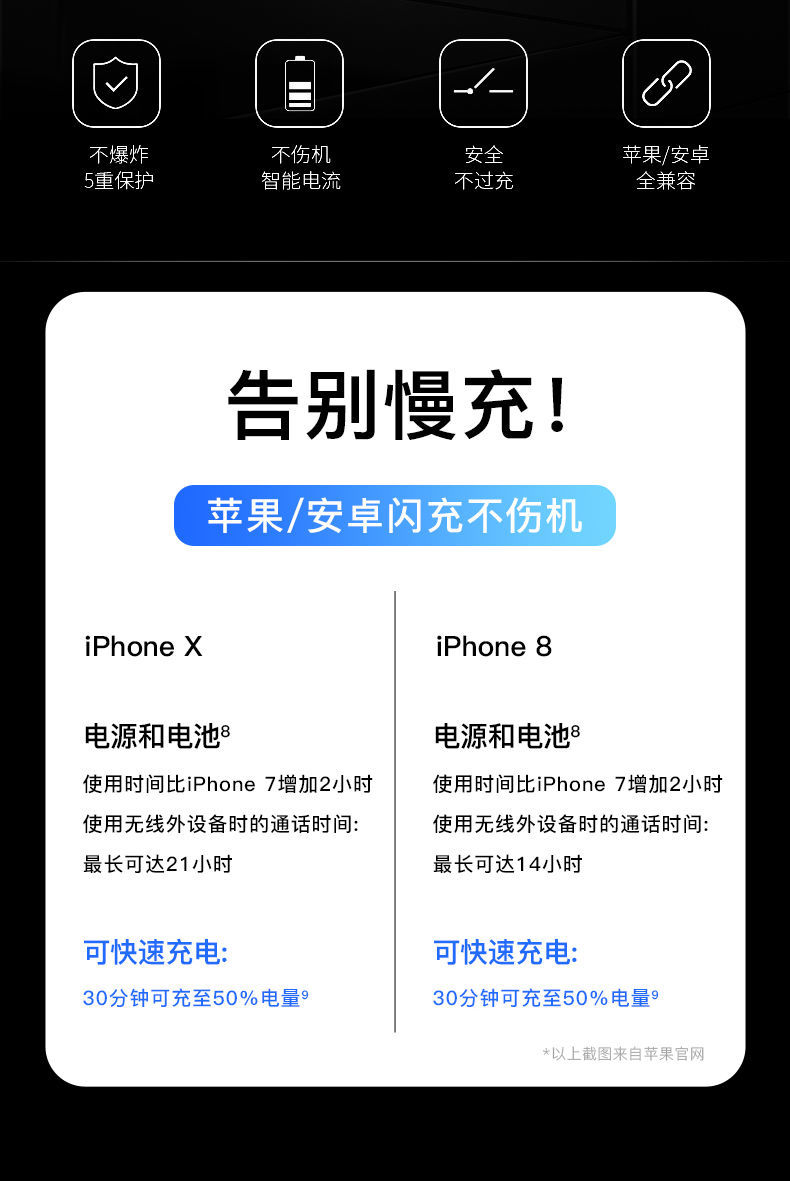 不爆炸
5重保护
不伤机
智能电流
安全
不过充
苹果/安卓
全兼容
告别慢充!
苹果/安卓闪充不伤机
iPhone X
电源和电池⁸
使用时间比iPhone 7增加2小时
使用无线外设备时的通话时间:
最长可达21小时
可快速充电:
30分钟可充至50%电量⁹
iPhone 8
电源和电池⁸
使用时间比iPhone 7增加2小时
使用无线外设备时的通话时间:
最长可达14小时
可快速充电:
30分钟可充至50%电量⁹
*以上截图来自苹果官网